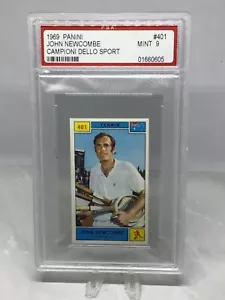 1969 PANINI #401
JOHN NEWCOMBE MINT 9
CAMPIONI DELLO SPORT
01660605
401 TENNIS
JOHN NEWCOMBE